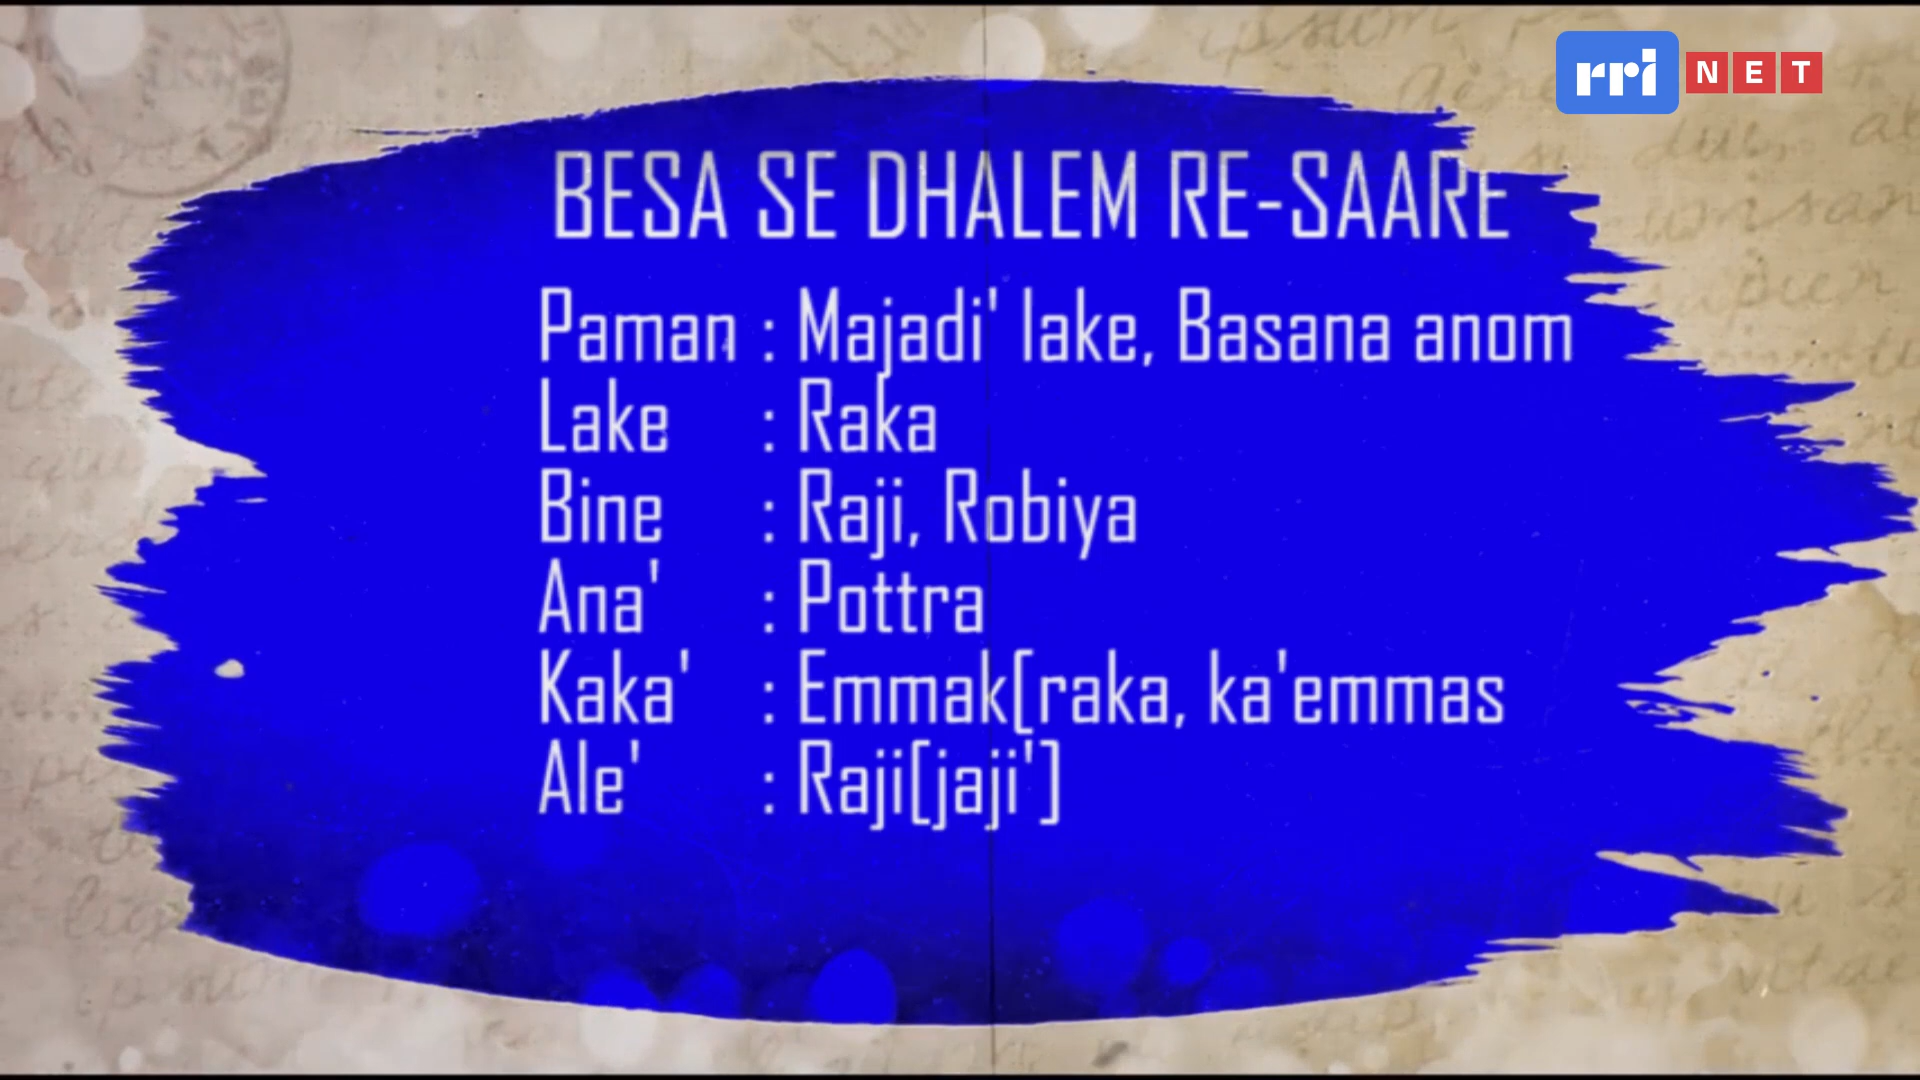 rri NET
BESA SE DHALEM RE-SAARE
Paman : Majadi' lake, Basana anom
Lake : Raka
Bine : Raji, Robiya
Ana' : Pottra
Kaka' : Emmak[raka, ka'emmas
Ale' : Raji[jaji']